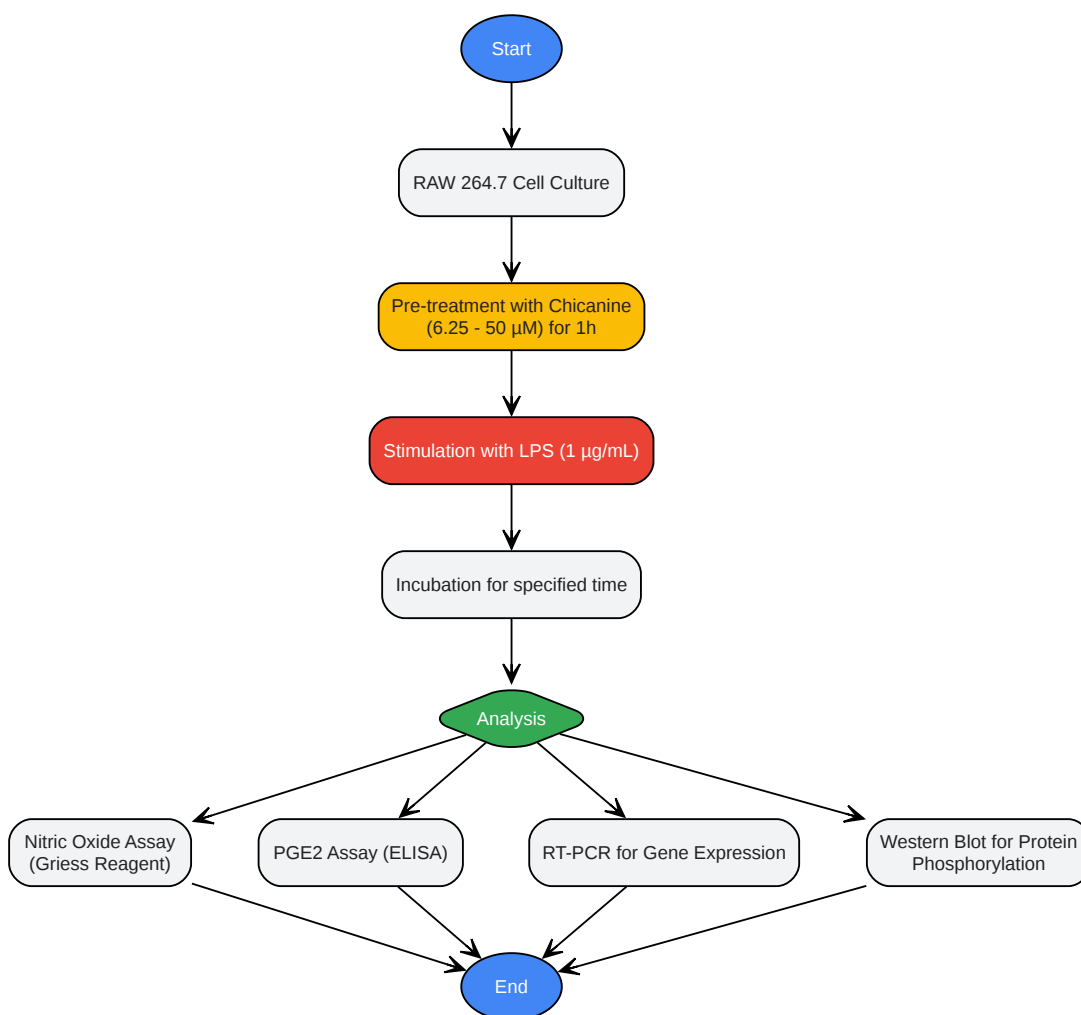 Start
RAW 264.7 Cell Culture
Pre-treatment with Chicanine
(6.25 - 50 µM) for 1h
Stimulation with LPS (1 µg/mL)
Incubation for specified time
Analysis
Nitric Oxide Assay
(Griess Reagent)
PGE2 Assay (ELISA)
RT-PCR for Gene Expression
Western Blot for Protein
Phosphorylation
End